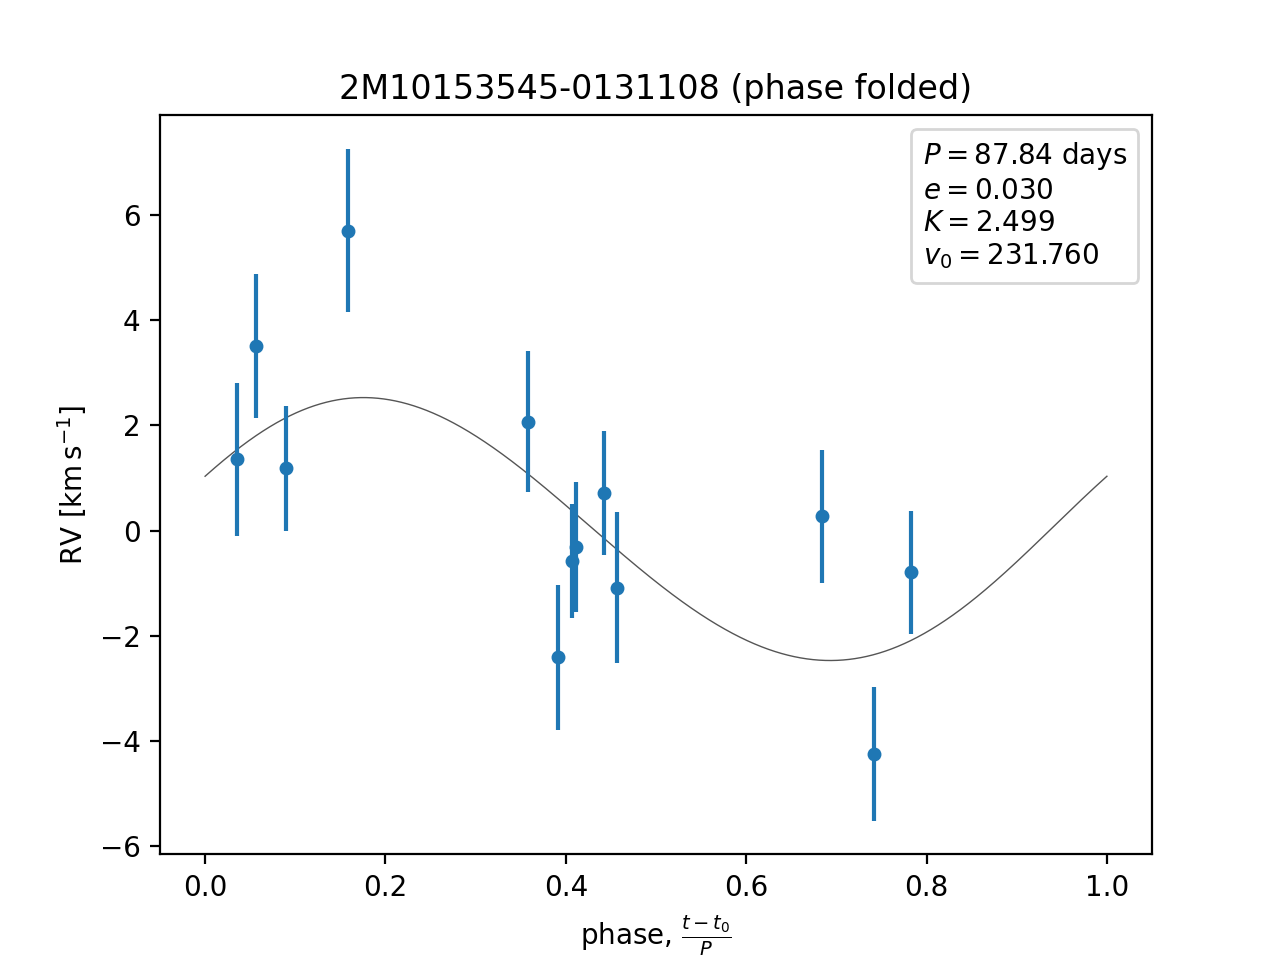 2M10153545-0131108 (phase folded)
P = 87.84 days
e = 0.030
K = 2.499
v₀ = 231.760
RV [km s⁻¹]
6
4
2
0
−2
−4
−6
0.0 0.2 0.4 0.6 0.8 1.0
phase, (t − t₀)/P